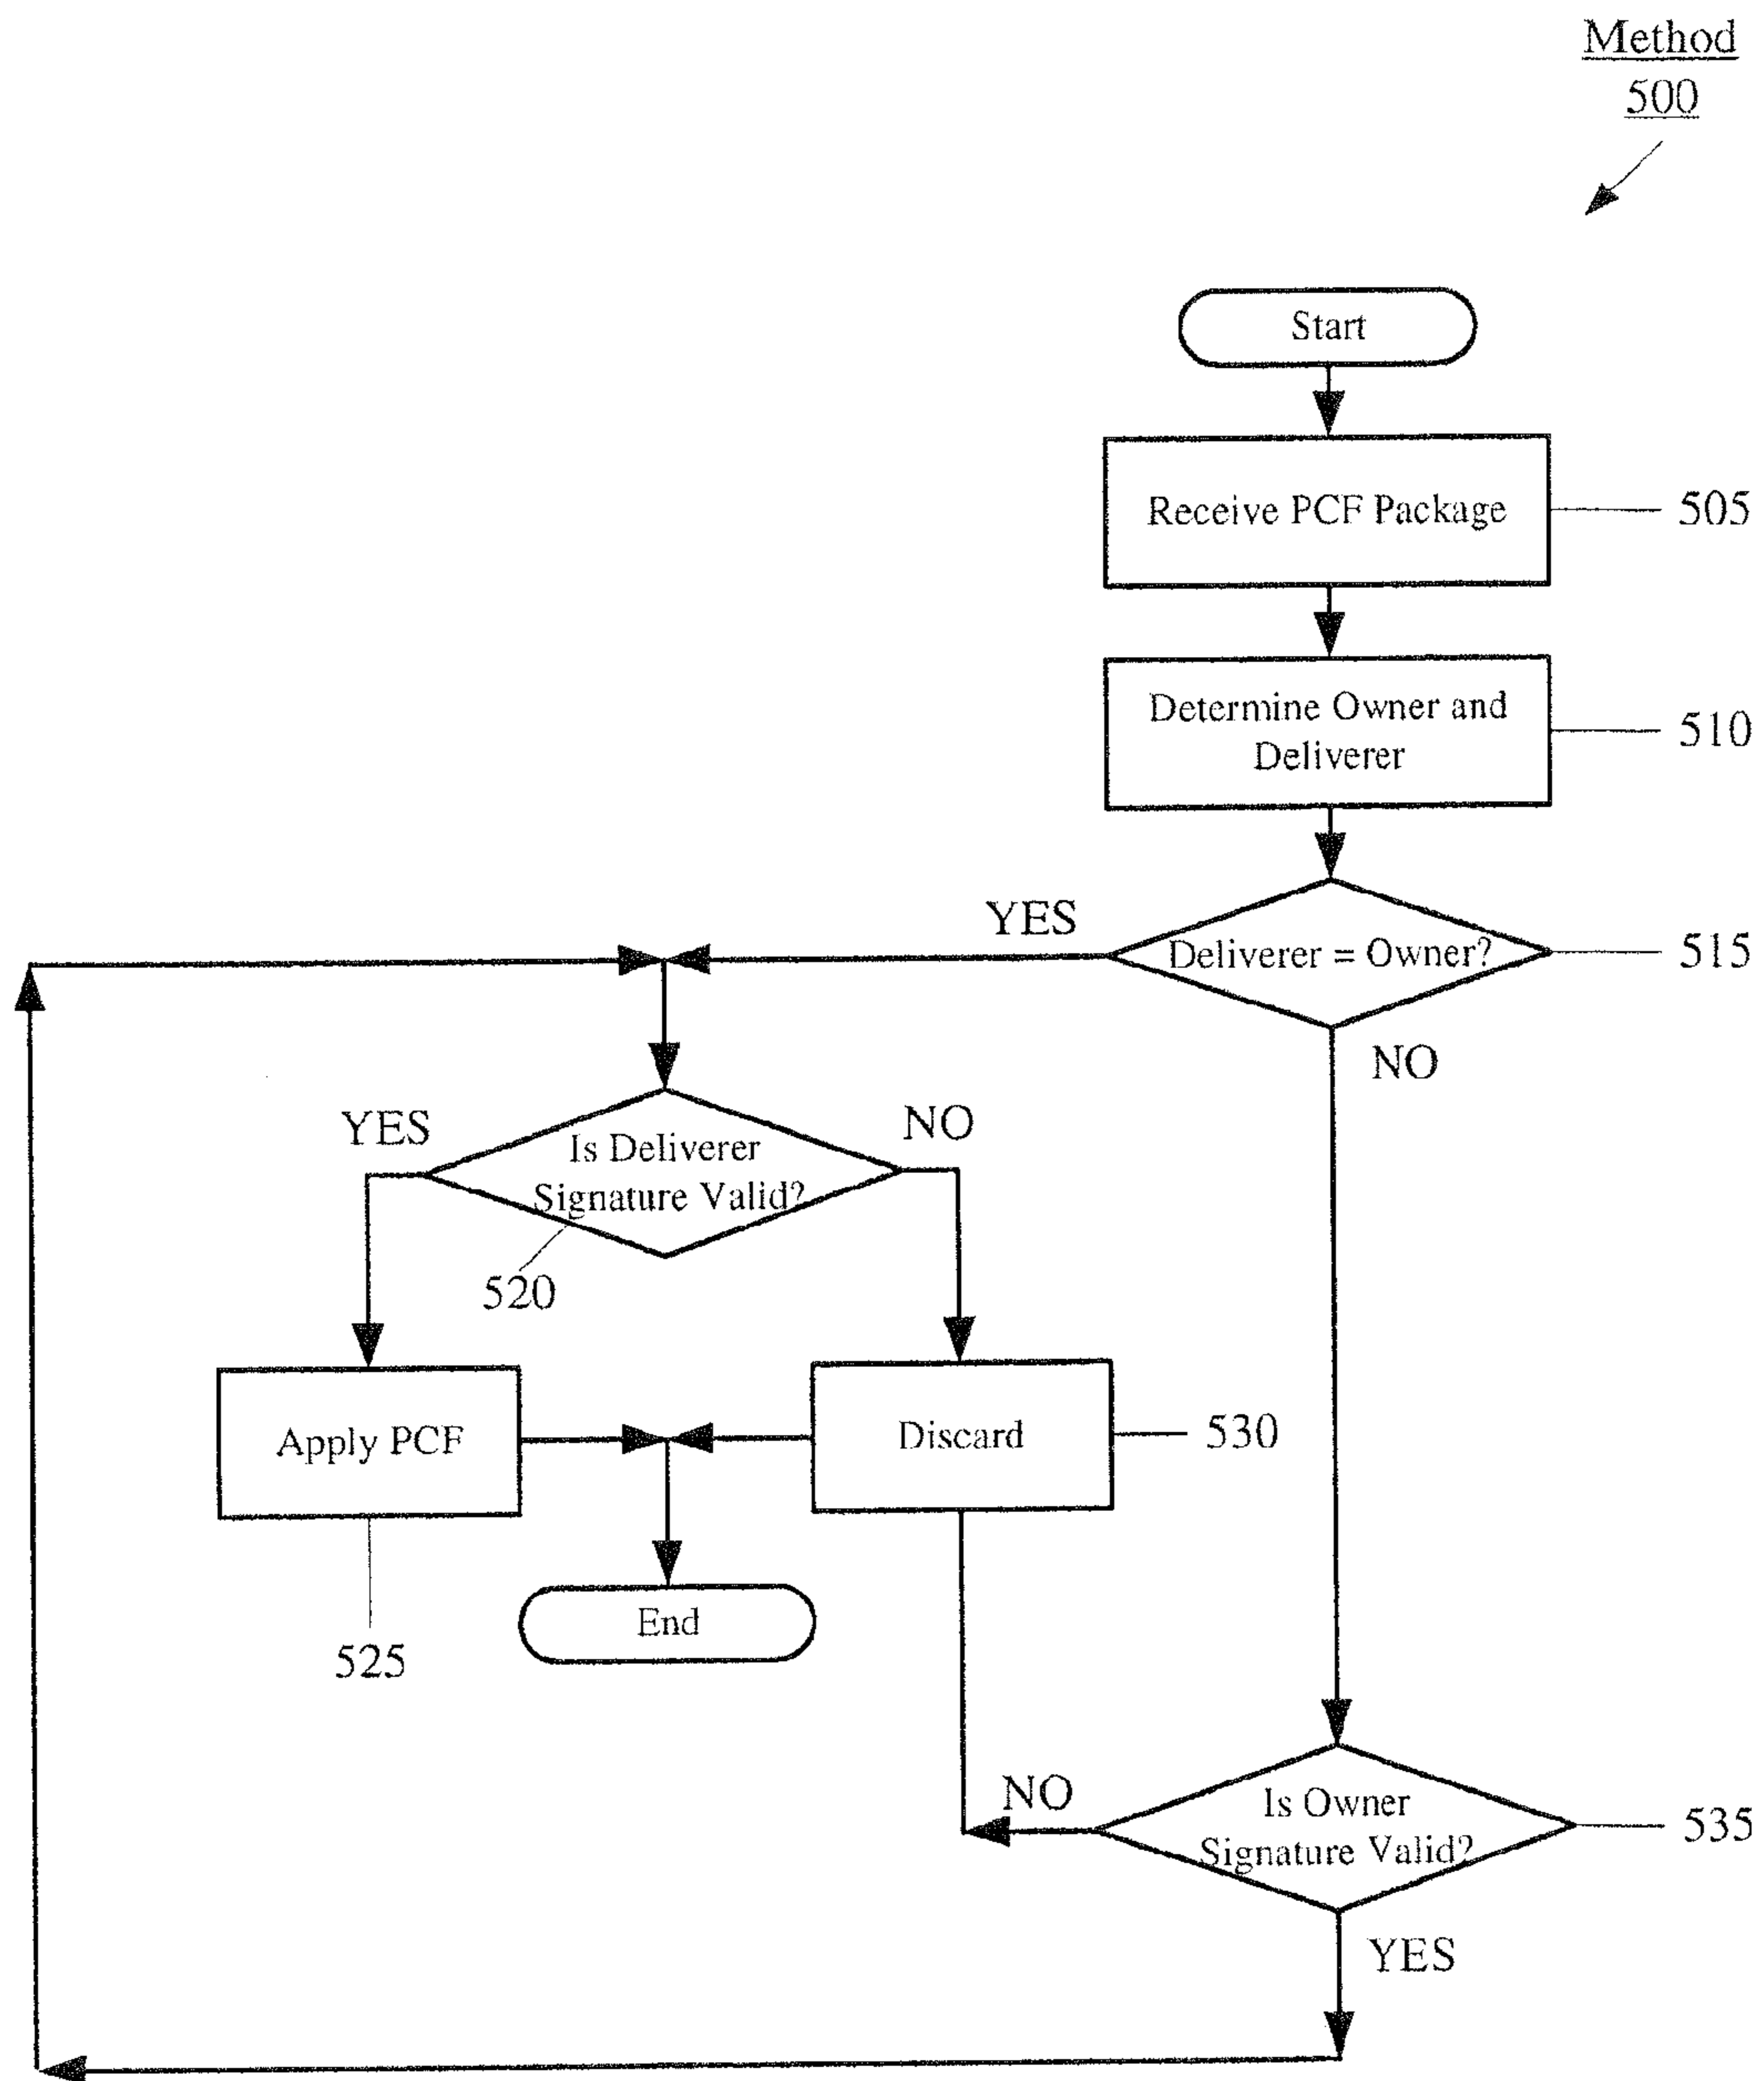 Method
500
Start
Receive PCF Package
505
Determine Owner and
Deliverer
510
YES
Deliverer = Owner?
515
NO
YES
Is Deliverer
Signature Valid?
NO
520
Apply PCF
Discard
530
525
End
NO
Is Owner
Signature Valid?
535
YES